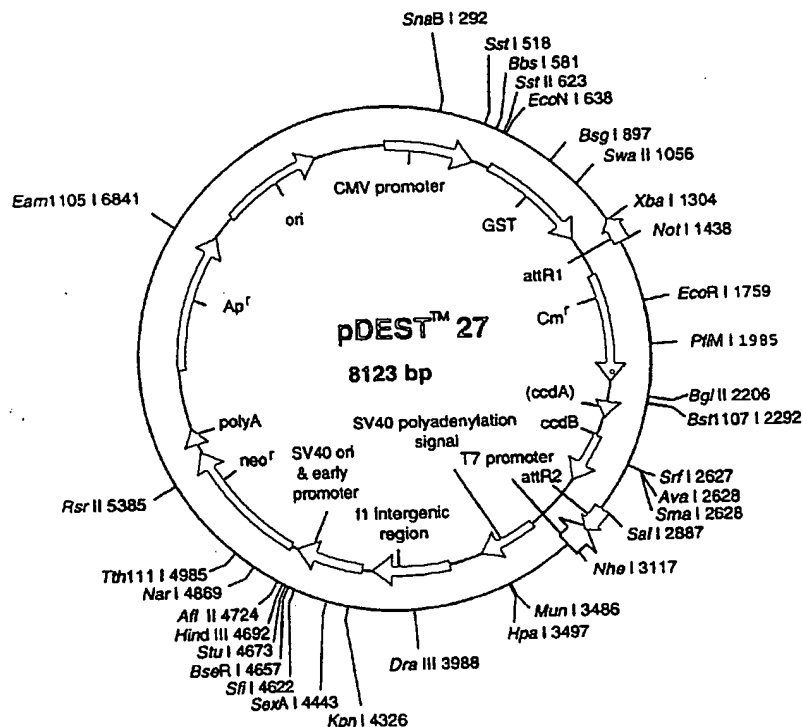 SnaB I 292
Sst I 518
Bbs I 581
Sst II 623
EcoN I 638
Bsg I 897
Swa II 1056
Xba I 1304
Not I 1438
EcoR I 1759
PflM I 1985
Bgl II 2206
Bst1107 I 2292
Srf I 2627
Ava I 2628
Sma I 2628
Sal I 2887
Nhe I 3117
Mun I 3486
Hpa I 3497
Dra III 3988
Kpn I 4326
SexA I 4443
Sfi I 4622
BseR I 4657
Stu I 4673
Hind III 4692
Afl II 4724
Nar I 4869
Tth111 I 4985
Rsr II 5385
Eam1105 I 6841
CMV promoter
GST
attR1
Cmr
(ccdA)
ccdB
attR2
T7 promoter
SV40 polyadenylation
signal
f1 Intergenic
region
SV40 ori
& early
promoter
neor
polyA
Apr
ori
pDEST™ 27
8123 bp